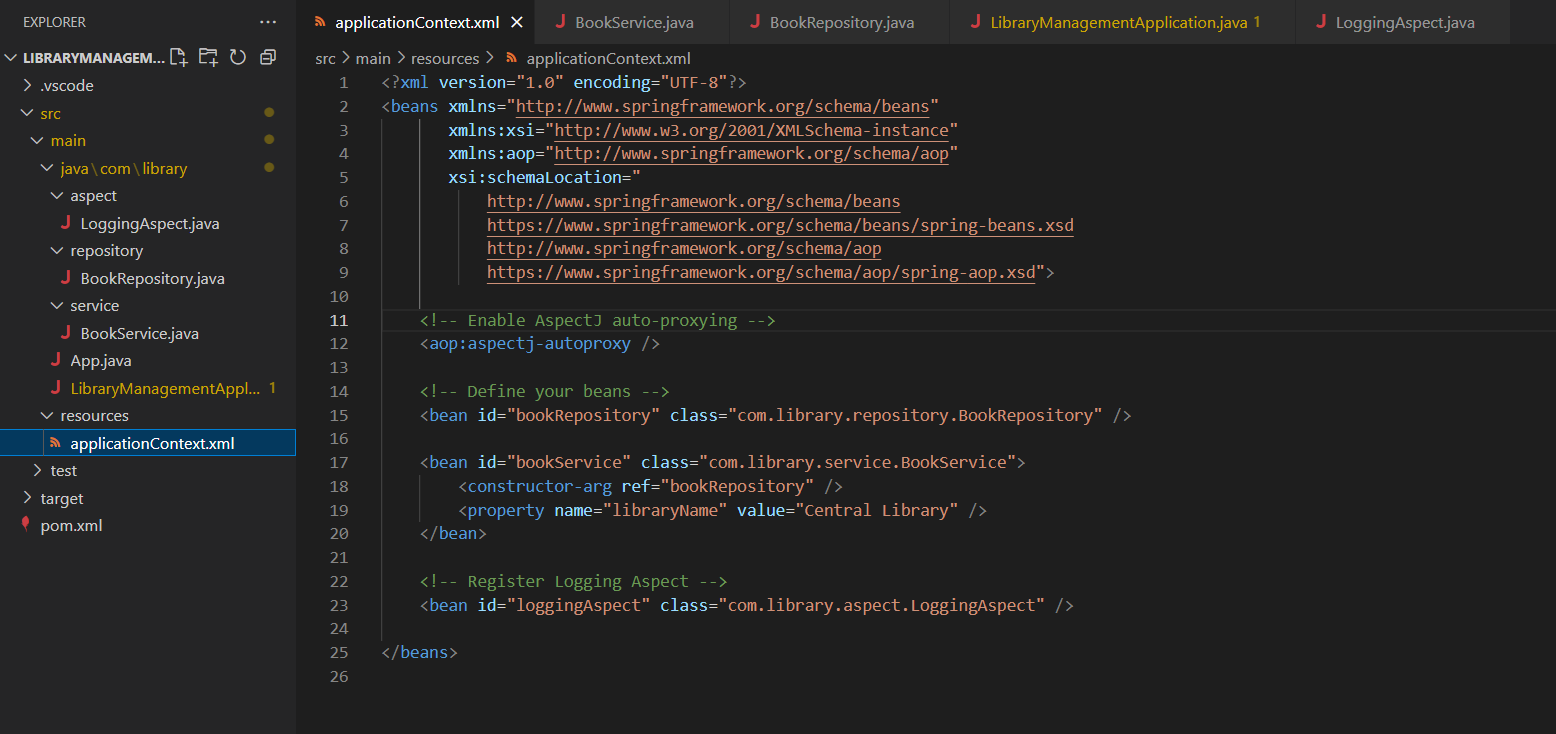 EXPLORER ...
LIBRARYMANAGEM...
.vscode
src
main
java\com\library
aspect
J LoggingAspect.java
repository
J BookRepository.java
service
J BookService.java
J App.java
J LibraryManagementAppl... 1
resources
applicationContext.xml
test
target
pom.xml
applicationContext.xml J BookService.java J BookRepository.java J LibraryManagementApplication.java 1 J LoggingAspect.java
src > main > resources > applicationContext.xml
1 <?xml version="1.0" encoding="UTF-8"?>
2 <beans xmlns="http://www.springframework.org/schema/beans"
3 xmlns:xsi="http://www.w3.org/2001/XMLSchema-instance"
4 xmlns:aop="http://www.springframework.org/schema/aop"
5 xsi:schemaLocation="
6 http://www.springframework.org/schema/beans
7 https://www.springframework.org/schema/beans/spring-beans.xsd
8 http://www.springframework.org/schema/aop
9 https://www.springframework.org/schema/aop/spring-aop.xsd">
10
11 <!-- Enable AspectJ auto-proxying -->
12 <aop:aspectj-autoproxy />
13
14 <!-- Define your beans -->
15 <bean id="bookRepository" class="com.library.repository.BookRepository" />
16
17 <bean id="bookService" class="com.library.service.BookService">
18 <constructor-arg ref="bookRepository" />
19 <property name="libraryName" value="Central Library" />
20 </bean>
21
22 <!-- Register Logging Aspect -->
23 <bean id="loggingAspect" class="com.library.aspect.LoggingAspect" />
24
25 </beans>
26